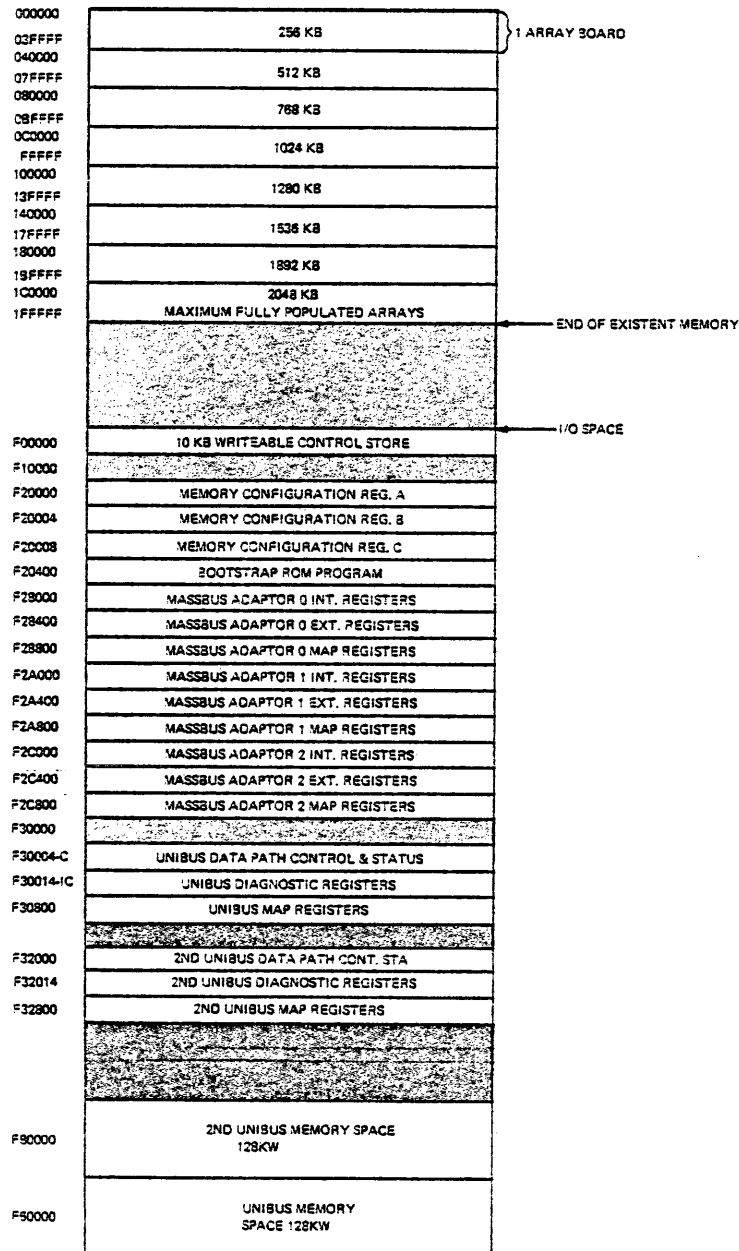 000000
256 KB
1 ARRAY BOARD
03FFFF
040000
512 KB
07FFFF
080000
768 KB
0BFFFF
0C0000
1024 KB
FFFFF
100000
1280 KB
13FFFF
140000
1536 KB
17FFFF
180000
1892 KB
1BFFFF
1C0000
2048 KB
1FFFFF
MAXIMUM FULLY POPULATED ARRAYS
END OF EXISTENT MEMORY
I/O SPACE
F00000
10 KB WRITEABLE CONTROL STORE
F10000
F20000
MEMORY CONFIGURATION REG. A
F20004
MEMORY CONFIGURATION REG. B
F20008
MEMORY CONFIGURATION REG. C
F20400
BOOTSTRAP ROM PROGRAM
F28000
MASSBUS ADAPTOR 0 INT. REGISTERS
F28400
MASSBUS ADAPTOR 0 EXT. REGISTERS
F28800
MASSBUS ADAPTOR 0 MAP REGISTERS
F2A000
MASSBUS ADAPTOR 1 INT. REGISTERS
F2A400
MASSBUS ADAPTOR 1 EXT. REGISTERS
F2A800
MASSBUS ADAPTOR 1 MAP REGISTERS
F2C000
MASSBUS ADAPTOR 2 INT. REGISTERS
F2C400
MASSBUS ADAPTOR 2 EXT. REGISTERS
F2C800
MASSBUS ADAPTOR 2 MAP REGISTERS
F30000
F30004-C
UNIBUS DATA PATH CONTROL & STATUS
F30014-1C
UNIBUS DIAGNOSTIC REGISTERS
F30800
UNIBUS MAP REGISTERS
F32000
2ND UNIBUS DATA PATH CONT. STA
F32014
2ND UNIBUS DIAGNOSTIC REGISTERS
F32800
2ND UNIBUS MAP REGISTERS
F80000
2ND UNIBUS MEMORY SPACE
128KW
UNIBUS MEMORY
SPACE 128KW